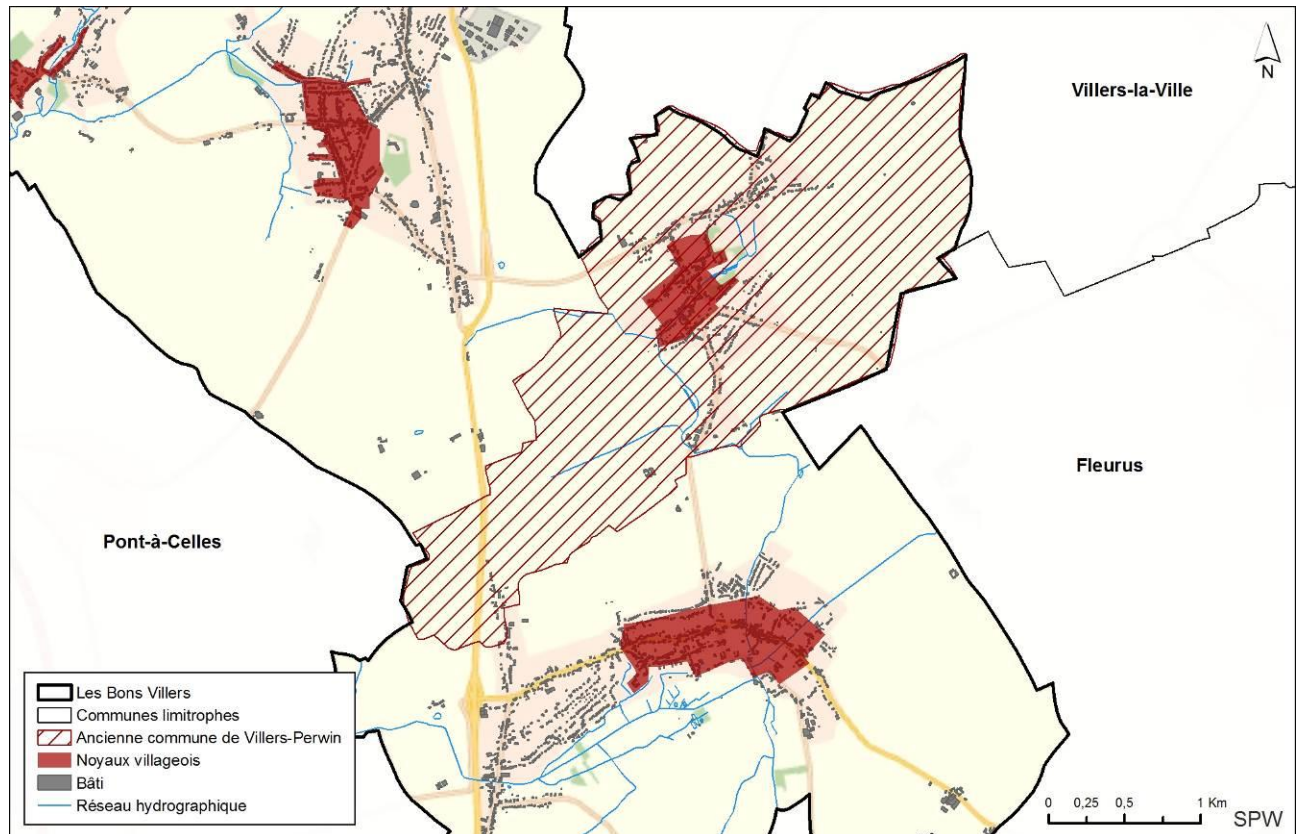 N
Villers-la-Ville
Fleurus
Pont-à-Celles
Les Bons Villers
Communes limitrophes
Ancienne commune de Villers-Perwin
Noyaux villageois
Bâti
Réseau hydrographique
0 0,25 0,5 1 Km
SPW